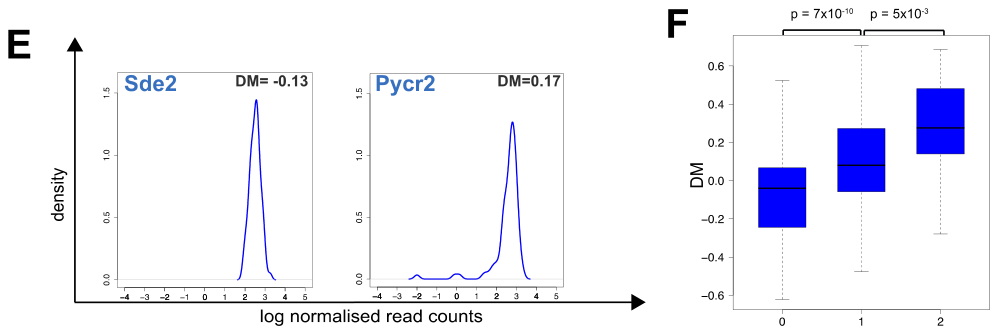 E
Sde2
DM= -0.13
1.5
1.0
0.5
0.0
-4 -3 -2 -1 0 1 2 3 4 5
Pycr2
DM=0.17
1.5
1.0
0.5
0.0
-4 -3 -2 -1 0 1 2 3 4 5
density
log normalised read counts
F
p = 7x10⁻¹⁰ p = 5x10⁻³
DM
0.6
0.4
0.2
0.0
-0.2
-0.4
-0.6
0 1 2